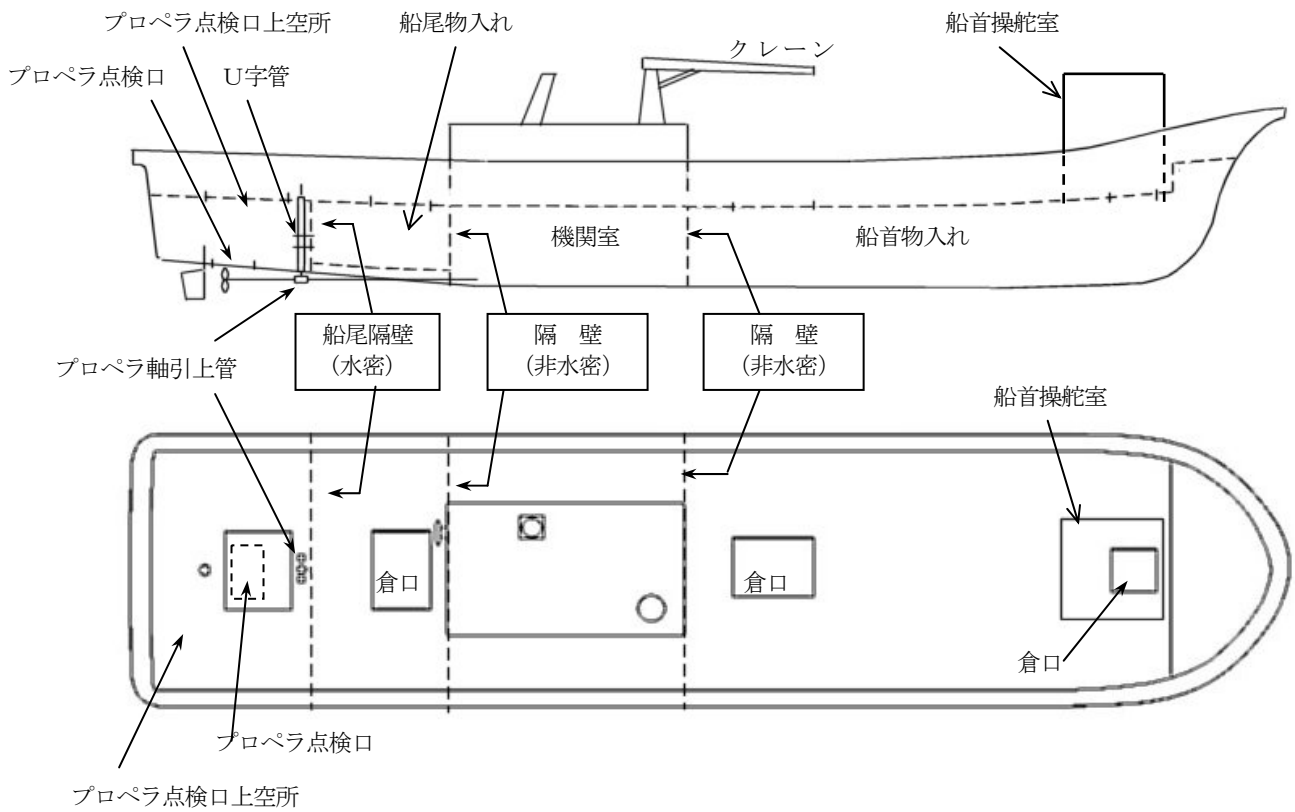 プロペラ点検口上空所
船尾物入れ
船首操舵室
クレーン
プロペラ点検口
U字管
機関室
船首物入れ
船尾隔壁
(水密)
隔 壁
(非水密)
隔 壁
(非水密)
プロペラ軸引上管
船首操舵室
倉口
倉口
倉口
プロペラ点検口
プロペラ点検口上空所